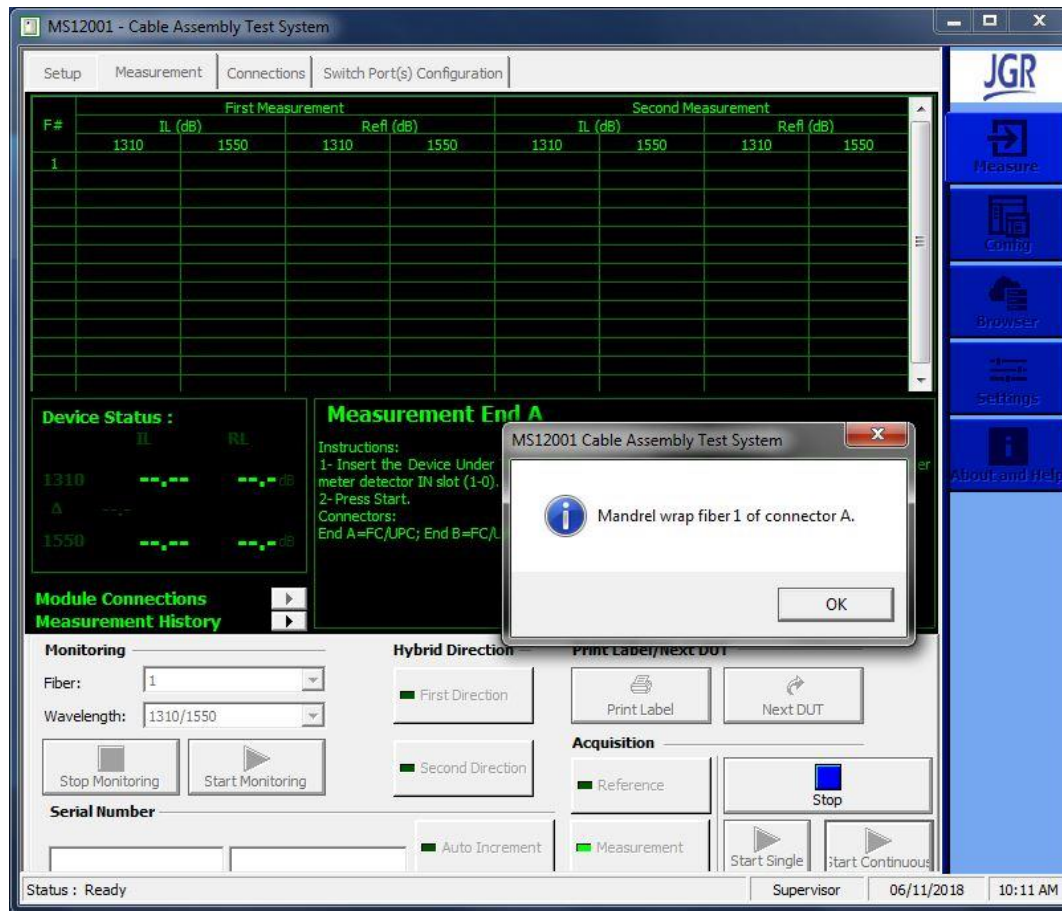 MS12001 - Cable Assembly Test System
Setup Measurement Connections Switch Port(s) Configuration
JGR
First Measurement Second Measurement
F# IL (dB) Refl (dB) IL (dB) Refl (dB)
1310 1550 1310 1550 1310 1550 1310 1550
1
Measure
Config
Browser
Settings
About and Help
Device Status :
IL RL
1310 --,-- --,- dB
Δ --,-
1550 --,-- --,- dB
Module Connections
Measurement History
Measurement End A
Instructions:
1- Insert the Device Under
meter detector IN slot (1-0).
2- Press Start.
Connectors:
End A=FC/UPC; End B=FC/
MS12001 Cable Assembly Test System
Mandrel wrap fiber 1 of connector A.
OK
Monitoring
Fiber: 1
Wavelength: 1310/1550
Stop Monitoring Start Monitoring
Hybrid Direction
First Direction
Second Direction
Print Label/Next DUT
Print Label Next DUT
Acquisition
Reference
Stop
Serial Number
Auto Increment
Measurement
Start Single
Start Continuous
Status : Ready Supervisor 06/11/2018 10:11 AM